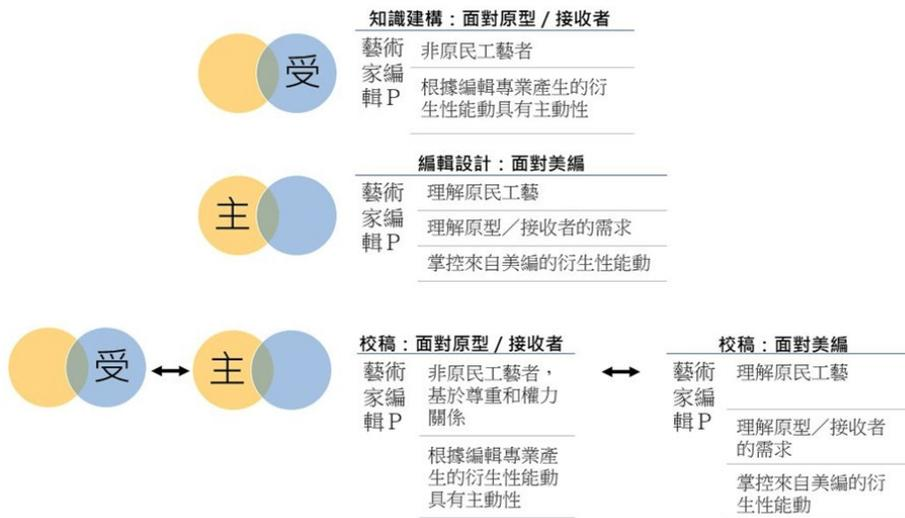 知識建構：面對原型 / 接收者
受
藝術
家編
輯 P
非原民工藝者
根據編輯專業產生的衍
生性能動具有主動性
編輯設計：面對美編
主
藝術
家編
輯 P
理解原民工藝
理解原型／接收者的需求
掌控來自美編的衍生性能動
受
主
校稿：面對原型 / 接收者
藝術
家編
輯 P
非原民工藝者，
基於尊重和權力
關係
根據編輯專業產
生的衍生性能動
具有主動性
校稿：面對美編
藝術
家編
輯 P
理解原民工藝
理解原型／接收者
的需求
掌控來自美編的衍
生性能動